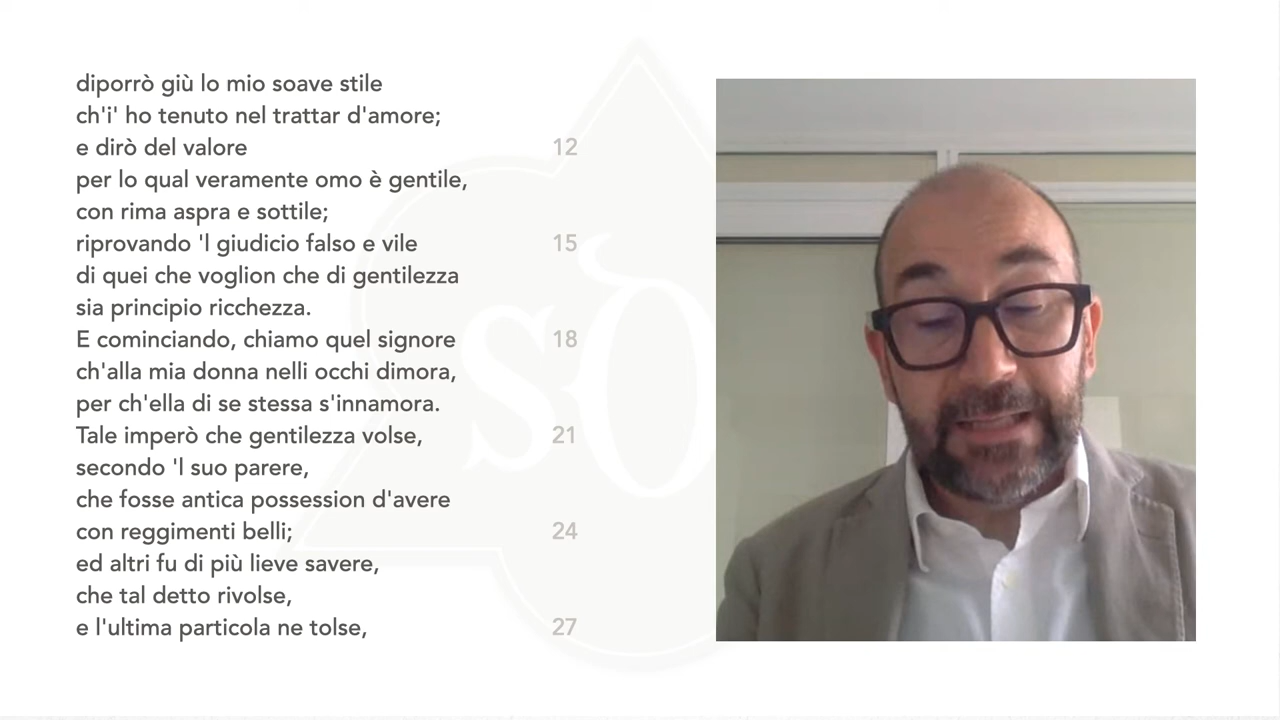 diporrò giù lo mio soave stile
ch'i' ho tenuto nel trattar d'amore;
e dirò del valore 12
per lo qual veramente omo è gentile,
con rima aspra e sottile;
riprovando 'l giudicio falso e vile 15
di quei che voglion che di gentilezza
sia principio ricchezza.
E cominciando, chiamo quel signore 18
ch'alla mia donna nelli occhi dimora,
per ch'ella di se stessa s'innamora.
Tale imperò che gentilezza volse, 21
secondo 'l suo parere,
che fosse antica possession d'avere
con reggimenti belli; 24
ed altri fu di più lieve savere,
che tal detto rivolse,
e l'ultima particola ne tolse, 27
sò